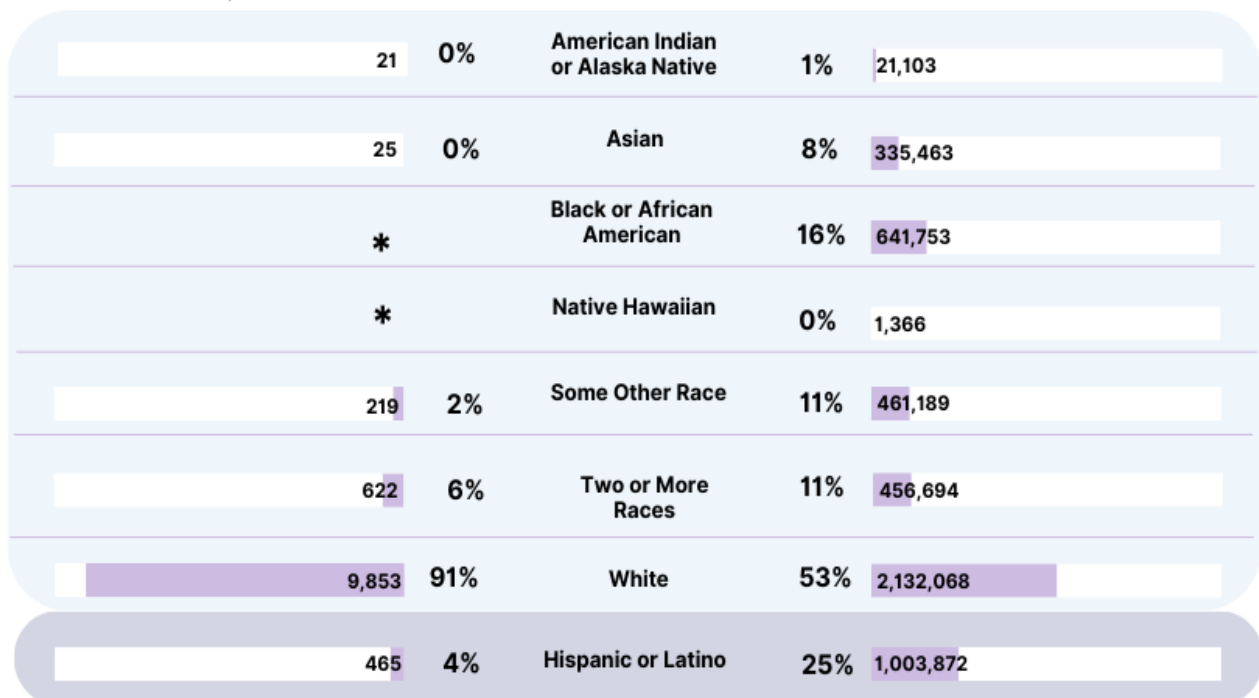 21 0% American Indian or Alaska Native 1% 21,103
25 0% Asian 8% 335,463
* Black or African American 16% 641,753
* Native Hawaiian 0% 1,366
219 2% Some Other Race 11% 461,189
622 6% Two or More Races 11% 456,694
9,853 91% White 53% 2,132,068
465 4% Hispanic or Latino 25% 1,003,872